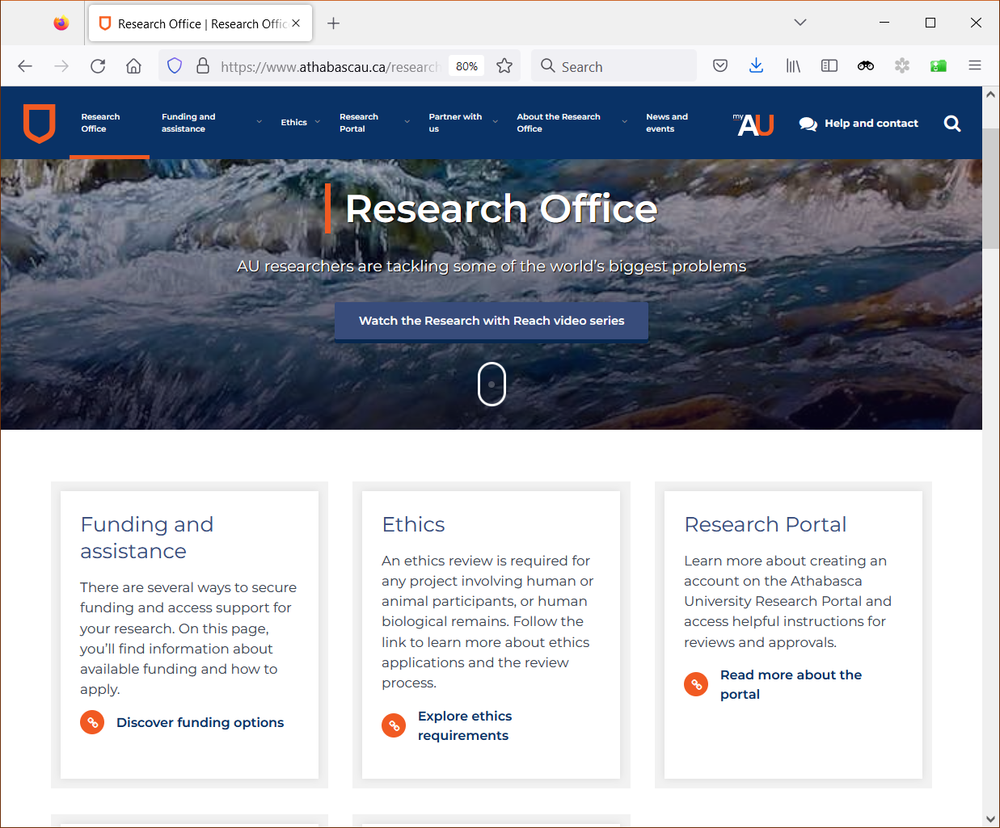 Research Office | Research Offic
https://www.athabascau.ca/research
80%
Search
Research
Office
Funding and
assistance
Ethics
Research
Portal
Partner with
us
About the Research
Office
News and
events
my
AU
Help and contact
Research Office
AU researchers are tackling some of the world's biggest problems
Watch the Research with Reach video series
Funding and
assistance
There are several ways to secure
funding and access support for
your research. On this page,
you'll find information about
available funding and how to
apply.
Discover funding options
Ethics
An ethics review is required for
any project involving human or
animal participants, or human
biological remains. Follow the
link to learn more about ethics
applications and the review
process.
Explore ethics
requirements
Research Portal
Learn more about creating an
account on the Athabasca
University Research Portal and
access helpful instructions for
reviews and approvals.
Read more about the
portal